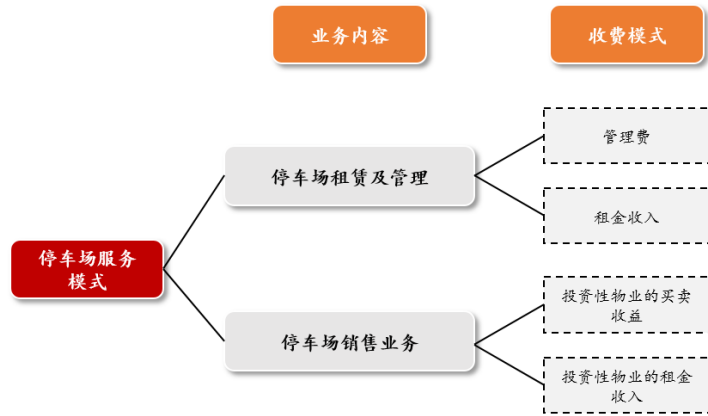 业务内容
收费模式
管理费
停车场租赁及管理
租金收入
停车场服务
模式
投资性物业的买卖
收益
停车场销售业务
投资性物业的租金
收入